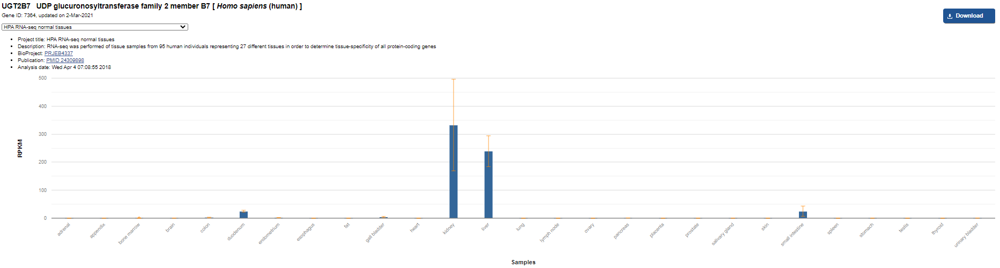 UGT2B7 UDP glucuronosyltransferase family 2 member B7 [ Homo sapiens (human) ]
Gene ID: 7364, updated on 2-Mar-2021
Download
HPA RNA-seq normal tissues
• Project title: HPA RNA-seq normal tissues
• Description: RNA-seq was performed of tissue samples from 95 human individuals representing 27 different tissues in order to determine tissue-specificity of all protein-coding genes
• BioProject: PRJEB4337
• Publication: PMID 24309898
• Analysis date: Wed Apr 4 07:08:55 2018
500
400
300
200
100
0
RPKM
adrenal
appendix
bone marrow
brain
colon
duodenum
endometrium
esophagus
fat
gall bladder
heart
kidney
liver
lung
lymph node
ovary
pancreas
placenta
prostate
salivary gland
skin
small intestine
spleen
stomach
testis
thyroid
urinary bladder
Samples